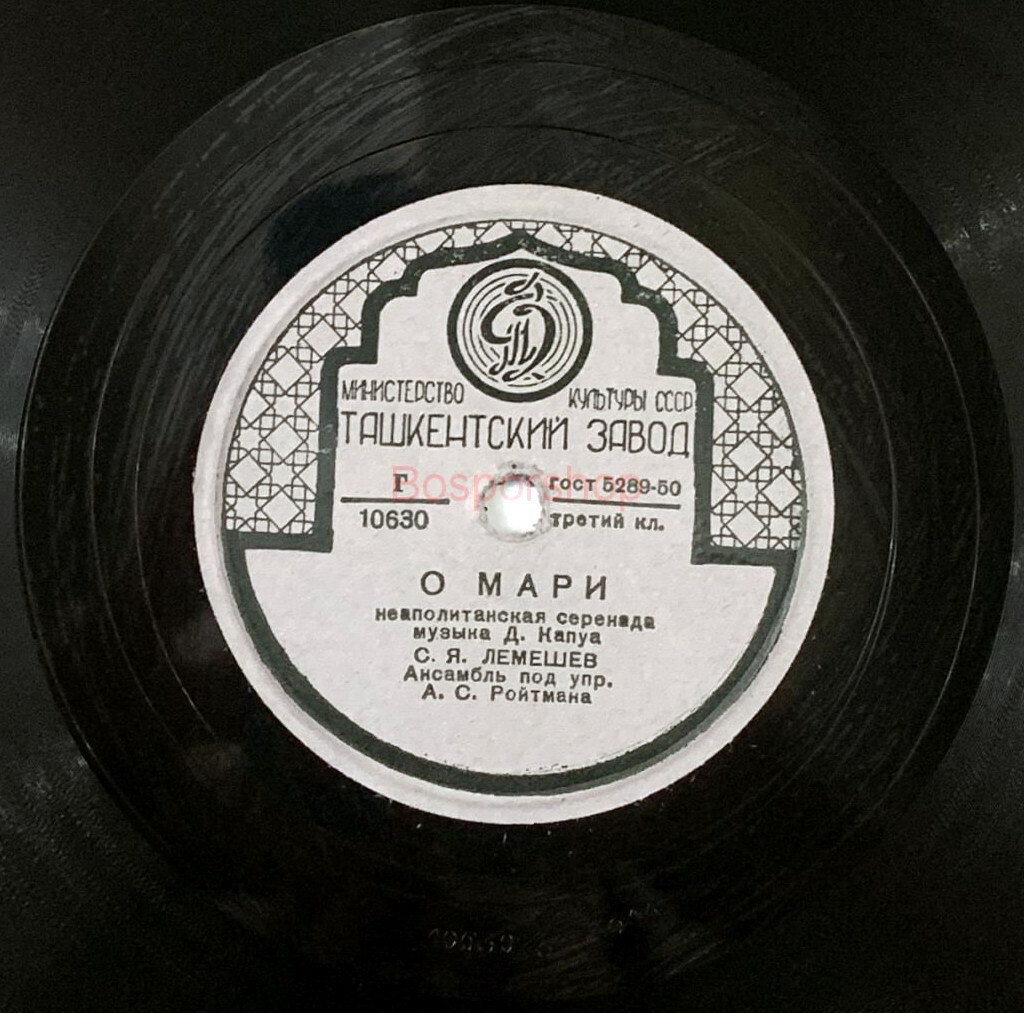 МИНИСТЕРСТВО КУЛЬТУРЫ СССР
ТАШКЕНТСКИЙ ЗАВОД
Bosporshop
Г ГОСТ 5289-50
10630 третий кл.
О МАРИ
неаполитанская серенада
музыка Д. Капуа
С. Я. ЛЕМЕШЕВ
Ансамбль под упр.
А. С. Ройтмана